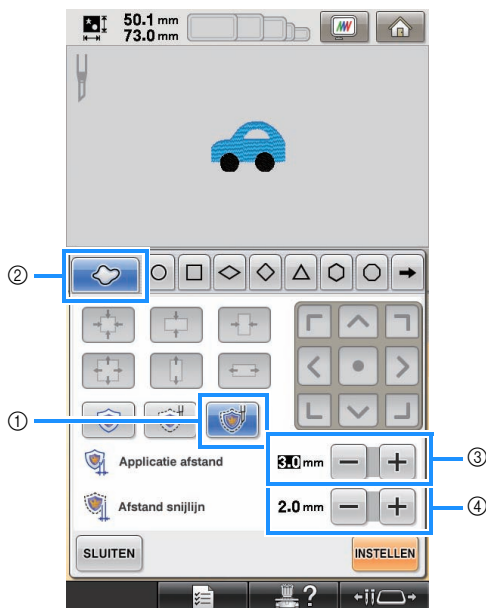 50.1 mm
73.0 mm
②
①
Applicatie afstand
3.0 mm
③
Afstand snijlijn
2.0 mm
④
SLUITEN
INSTELLEN
?